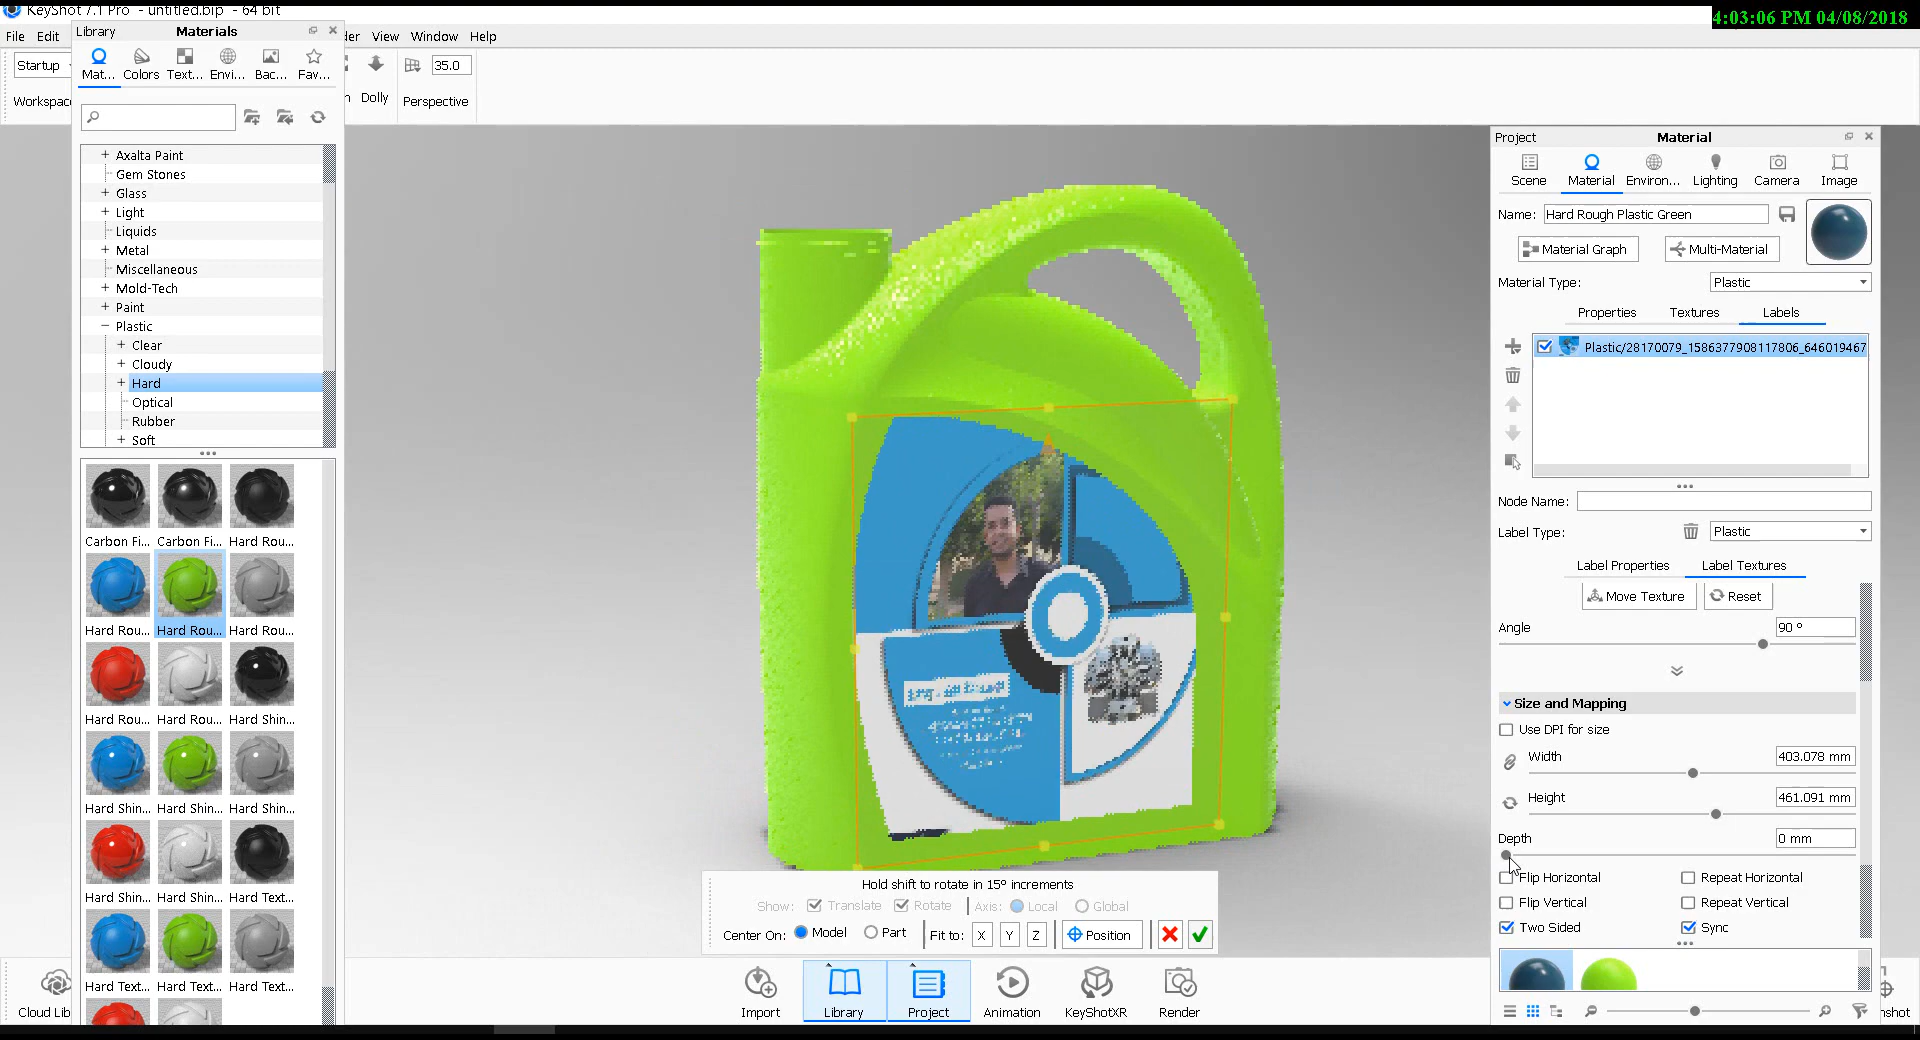 KeyShot 7.1 Pro - untitled.bip - 64 bit
4:03:06 PM 04/08/2018
File Edit
View Window Help
Library Materials
Mat... Colors Text... Envi... Bac... Fav...
Startup
Workspac
Dolly
35.0
Perspective
+ Axalta Paint
Gem Stones
+ Glass
+ Light
Liquids
+ Metal
Miscellaneous
+ Mold-Tech
+ Paint
− Plastic
+ Clear
+ Cloudy
+ Hard
Optical
Rubber
+ Soft
Carbon Fi... Carbon Fi... Hard Rou...
Hard Rou... Hard Rou... Hard Rou...
Hard Rou... Hard Rou... Hard Shin...
Hard Shin... Hard Shin... Hard Shin...
Hard Shin... Hard Shin... Hard Text...
Hard Text... Hard Text... Hard Text...
Cloud Lib
Hold shift to rotate in 15° increments
Show: Translate Rotate Axis: Local Global
Center On: Model Part Fit to: X Y Z Position
Import Library Project Animation KeyShotXR Render
Project Material
Scene Material Environ... Lighting Camera Image
Name: Hard Rough Plastic Green
Material Graph Multi-Material
Material Type: Plastic
Properties Textures Labels
Plastic/28170079_1586377908117806_646019467
Node Name:
Label Type: Plastic
Label Properties Label Textures
Move Texture Reset
Angle 90 °
Size and Mapping
Use DPI for size
Width 403.078 mm
Height 461.091 mm
Depth 0 mm
Flip Horizontal Repeat Horizontal
Flip Vertical Repeat Vertical
Two Sided Sync